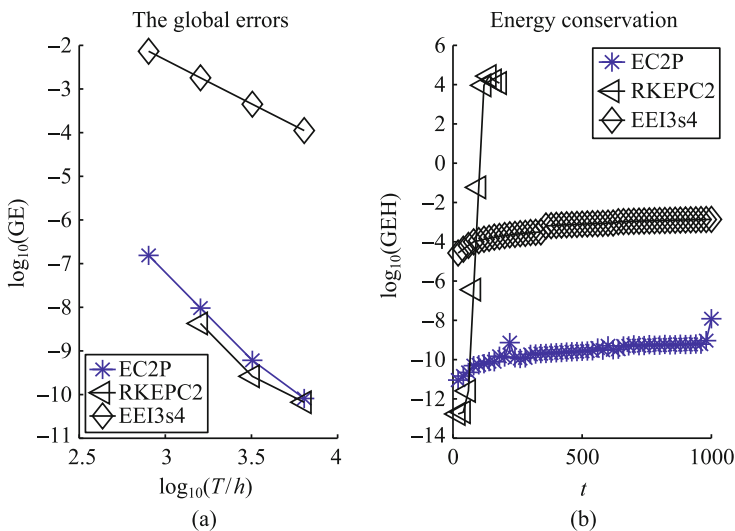 The global errors
−2
−3
−4
−5
−6
−7
−8
−9
−10
−11
log10(GE)
EC2P
RKEPC2
EEI3s4
2.5 3 3.5 4
log10(T/h)
(a)
Energy conservation
6
4
2
0
−2
−4
−6
−8
−10
−12
−14
log10(GEH)
EC2P
RKEPC2
EEI3s4
0 500 1000
t
(b)